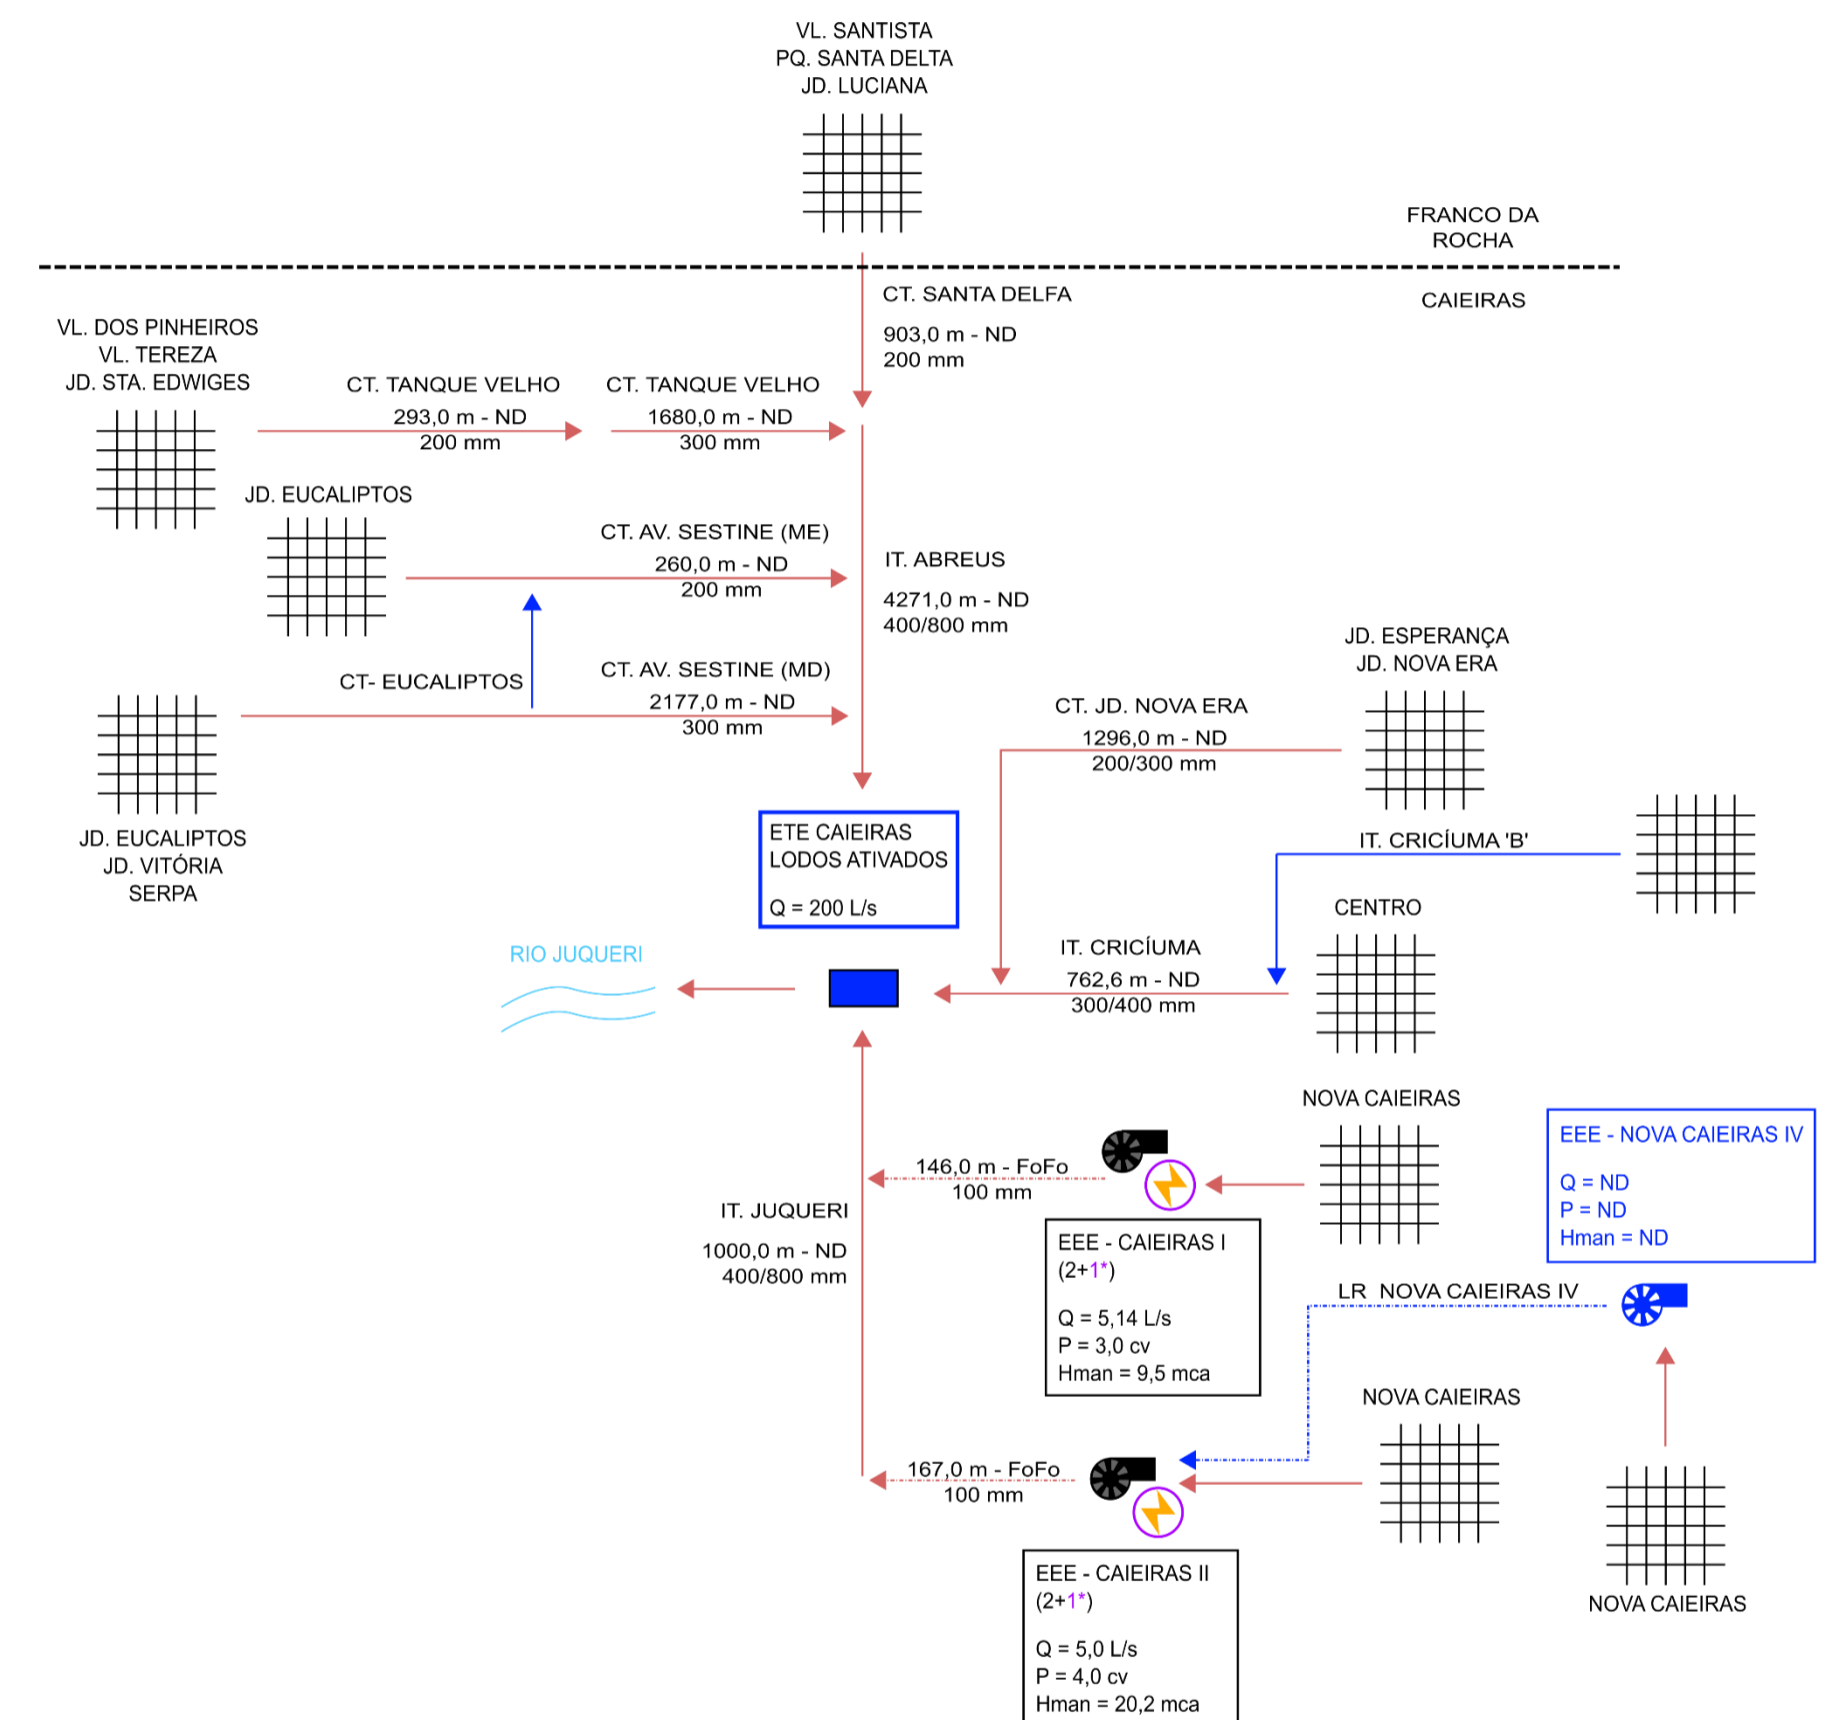 VL. SANTISTA
PQ. SANTA DELTA
JD. LUCIANA
FRANCO DA
ROCHA
CAIEIRAS
CT. SANTA DELFA
903,0 m - ND
200 mm
VL. DOS PINHEIROS
VL. TEREZA
JD. STA. EDWIGES
CT. TANQUE VELHO
293,0 m - ND
200 mm
CT. TANQUE VELHO
1680,0 m - ND
300 mm
JD. EUCALIPTOS
CT. AV. SESTINE (ME)
260,0 m - ND
200 mm
IT. ABREUS
4271,0 m - ND
400/800 mm
CT- EUCALIPTOS
CT. AV. SESTINE (MD)
2177,0 m - ND
300 mm
JD. EUCALIPTOS
JD. VITÓRIA
SERPA
JD. ESPERANÇA
JD. NOVA ERA
CT. JD. NOVA ERA
1296,0 m - ND
200/300 mm
IT. CRICÍUMA 'B'
ETE CAIEIRAS
LODOS ATIVADOS
Q = 200 L/s
CENTRO
IT. CRICÍUMA
762,6 m - ND
300/400 mm
RIO JUQUERI
NOVA CAIEIRAS
146,0 m - FoFo
100 mm
EEE - NOVA CAIEIRAS IV
Q = ND
P = ND
Hman = ND
IT. JUQUERI
1000,0 m - ND
400/800 mm
EEE - CAIEIRAS I
(2+1*)
Q = 5,14 L/s
P = 3,0 cv
Hman = 9,5 mca
LR NOVA CAIEIRAS IV
NOVA CAIEIRAS
167,0 m - FoFo
100 mm
EEE - CAIEIRAS II
(2+1*)
Q = 5,0 L/s
P = 4,0 cv
Hman = 20,2 mca
NOVA CAIEIRAS